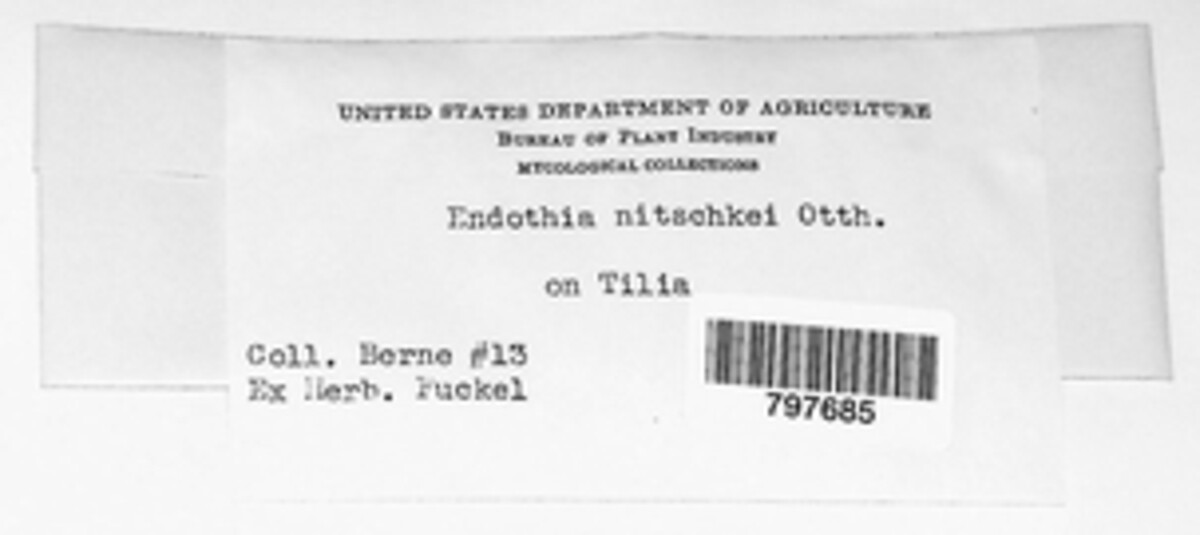 UNITED STATES DEPARTMENT OF AGRICULTURE
BUREAU OF PLANT INDUSTRY
MYCOLOGICAL COLLECTIONS
Endothia nitschkei Otth.
on Tilia
Coll. Berne #13
Ex Herb. Fuckel
797685